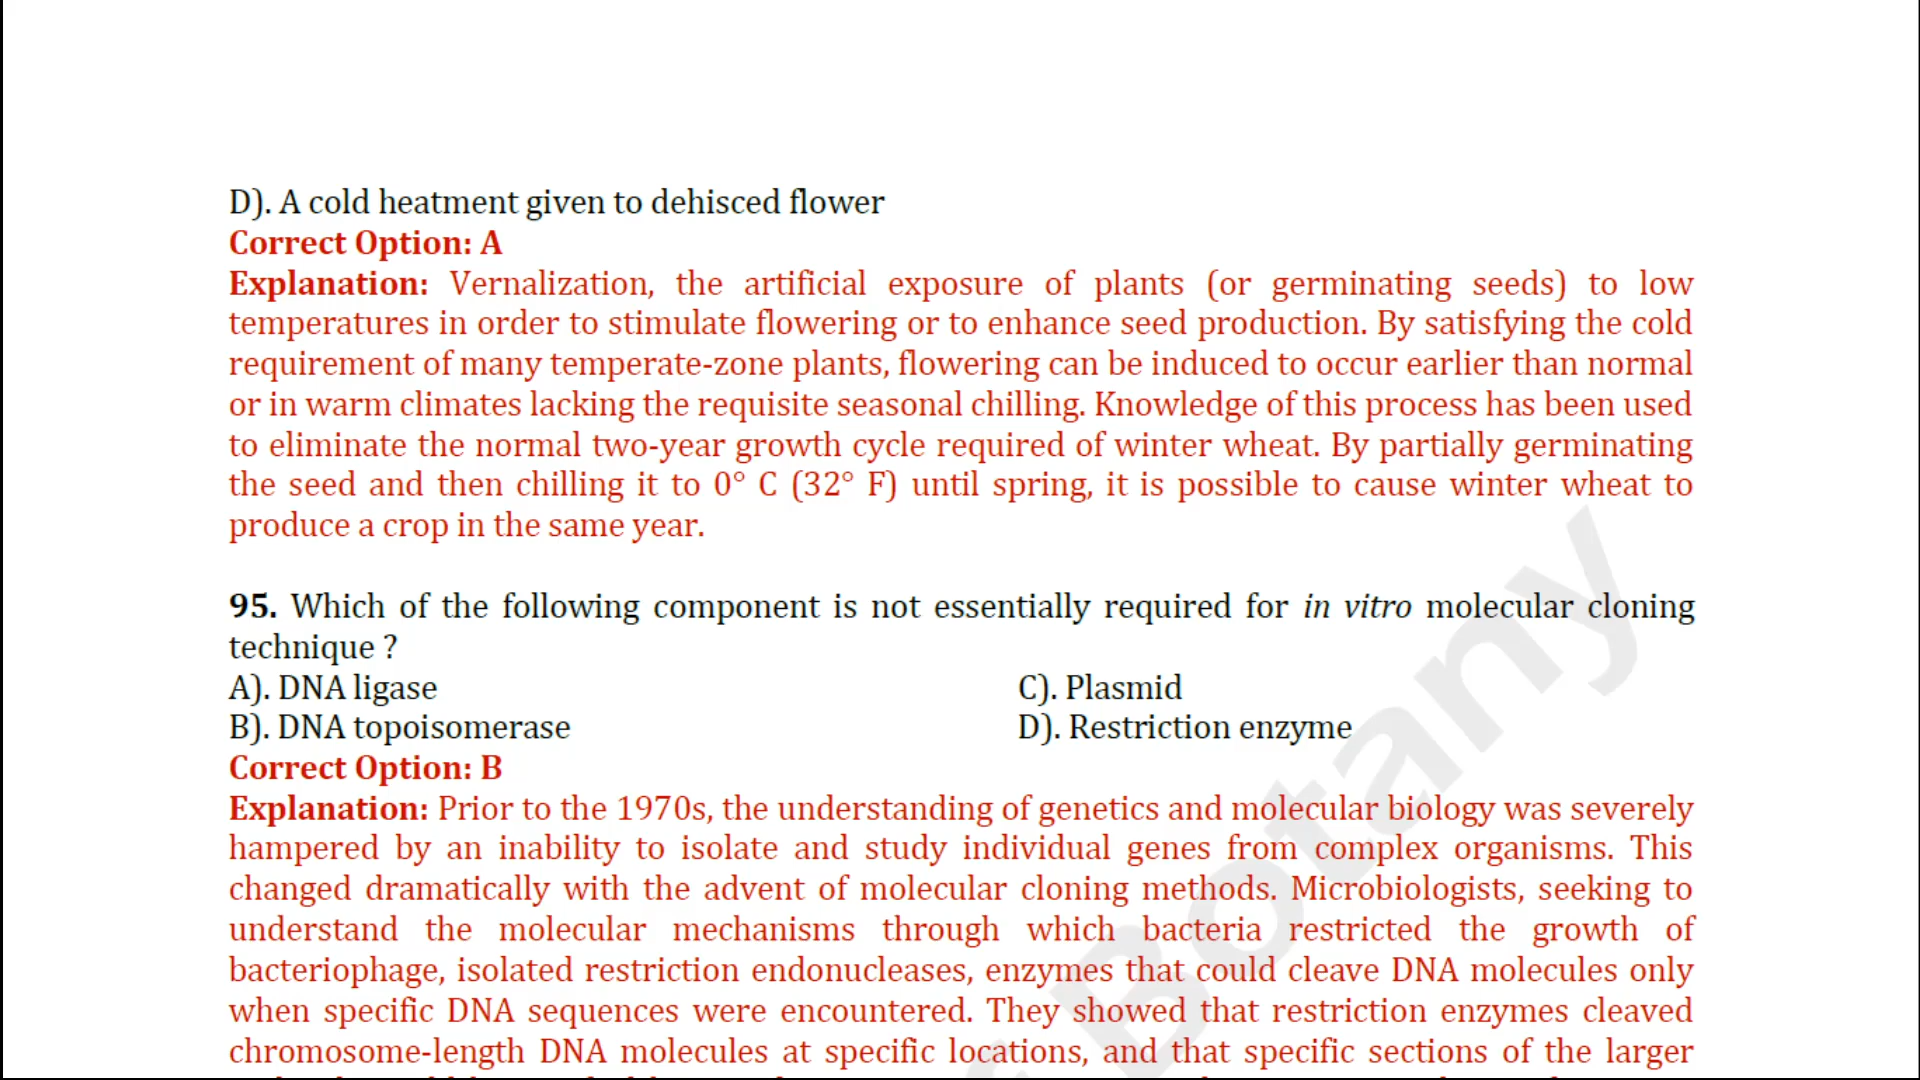 D). A cold heatment given to dehisced flower
Correct Option: A
Explanation: Vernalization, the artificial exposure of plants (or germinating seeds) to low
temperatures in order to stimulate flowering or to enhance seed production. By satisfying the cold
requirement of many temperate-zone plants, flowering can be induced to occur earlier than normal
or in warm climates lacking the requisite seasonal chilling. Knowledge of this process has been used
to eliminate the normal two-year growth cycle required of winter wheat. By partially germinating
the seed and then chilling it to 0° C (32° F) until spring, it is possible to cause winter wheat to
produce a crop in the same year.
95. Which of the following component is not essentially required for in vitro molecular cloning
technique ?
A). DNA ligase C). Plasmid
B). DNA topoisomerase D). Restriction enzyme
Correct Option: B
Explanation: Prior to the 1970s, the understanding of genetics and molecular biology was severely
hampered by an inability to isolate and study individual genes from complex organisms. This
changed dramatically with the advent of molecular cloning methods. Microbiologists, seeking to
understand the molecular mechanisms through which bacteria restricted the growth of
bacteriophage, isolated restriction endonucleases, enzymes that could cleave DNA molecules only
when specific DNA sequences were encountered. They showed that restriction enzymes cleaved
chromosome-length DNA molecules at specific locations, and that specific sections of the larger
Botany